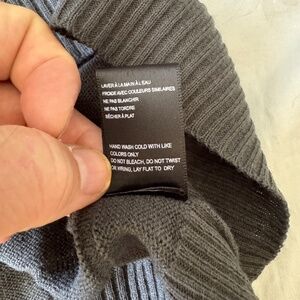 LAVER À LA MAIN À L'EAU
FROIDE AVEC COULEURS SIMILAIRES
NE PAS BLANCHIR
NE PAS TORDRE
SÉCHER À PLAT
HAND WASH COLD WITH LIKE
COLORS ONLY
DO NOT BLEACH, DO NOT TWIST
OR WRING, LAY FLAT TO DRY